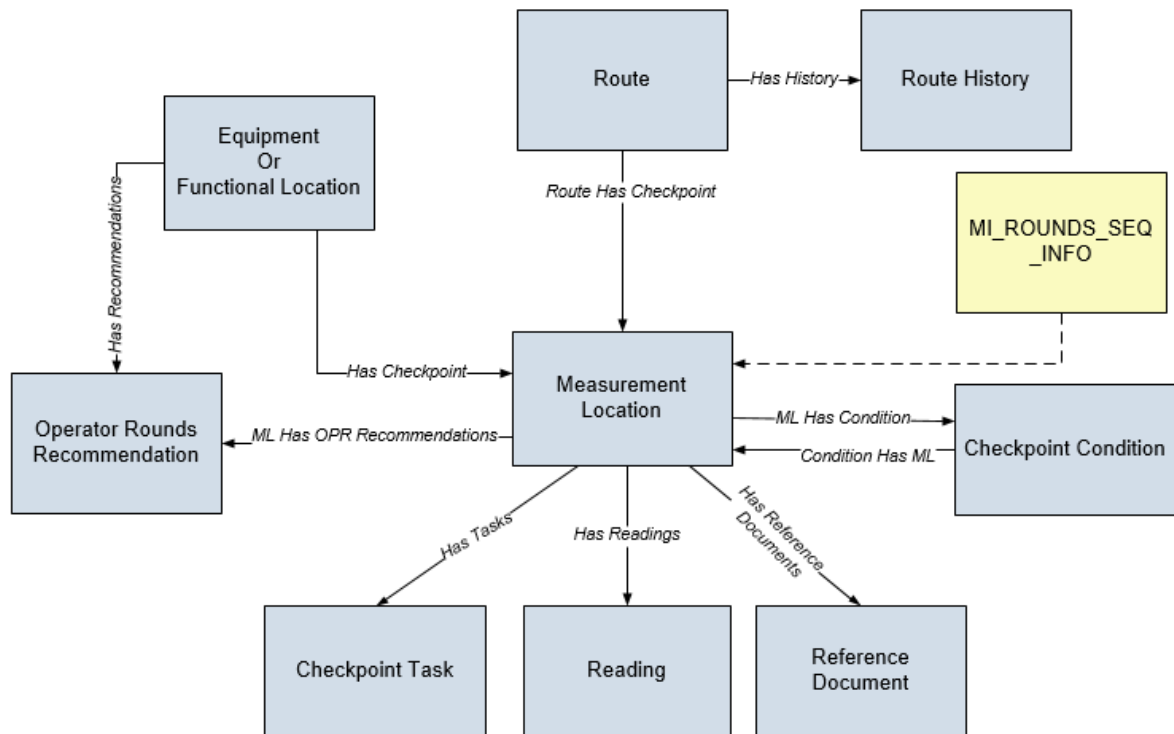 Route
Has History
Route History
Equipment
Or
Functional Location
Has Recommendations
Route Has Checkpoint
MI_ROUNDS_SEQ
_INFO
Has Checkpoint
Measurement
Location
Operator Rounds
Recommendation
ML Has OPR Recommendations
ML Has Condition
Condition Has ML
Checkpoint Condition
Has Tasks
Has Readings
Has Reference
Documents
Checkpoint Task
Reading
Reference
Document